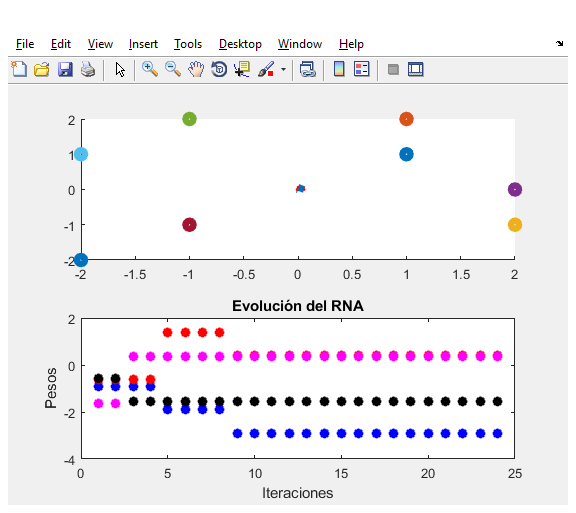 File Edit View Insert Tools Desktop Window Help
2
1
0
-1
-2
-2 -1.5 -1 -0.5 0 0.5 1 1.5 2
Evolución del RNA
2
0
-2
-4
Pesos
0 5 10 15 20 25
Iteraciones